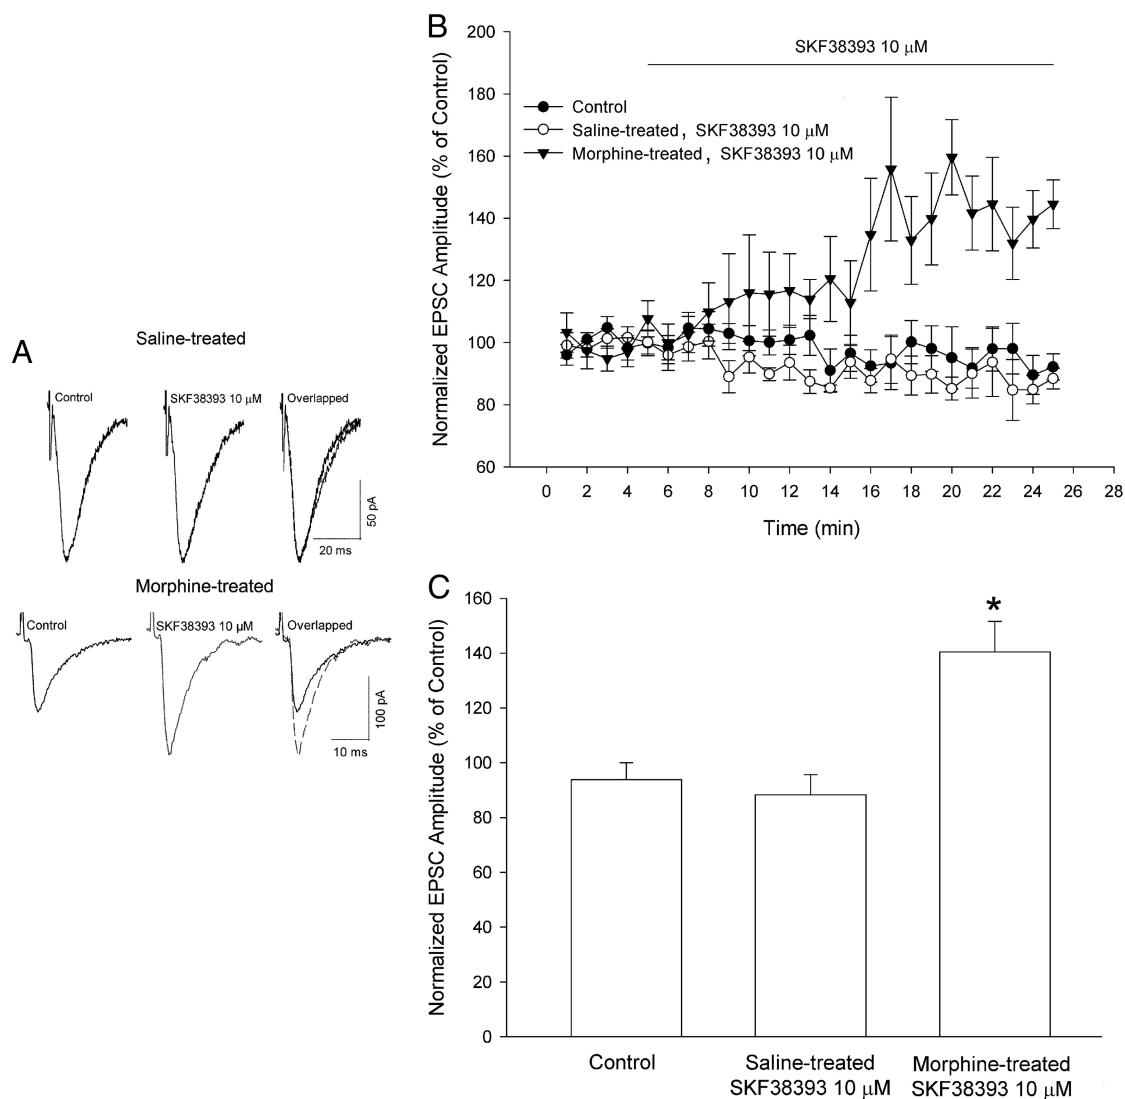 A
Saline-treated
Control
SKF38393 10 µM
Overlapped
50 pA
20 ms
Morphine-treated
Control
SKF38393 10 µM
Overlapped
100 pA
10 ms
B
Normalized EPSC Amplitude (% of Control)
200
180
160
140
120
100
80
60
SKF38393 10 µM
Control
Saline-treated, SKF38393 10 µM
Morphine-treated, SKF38393 10 µM
0 2 4 6 8 10 12 14 16 18 20 22 24 26 28
Time (min)
C
Normalized EPSC Amplitude (% of Control)
160
140
120
100
80
60
40
20
0
*
Control
Saline-treated
SKF38393 10 µM
Morphine-treated
SKF38393 10 µM